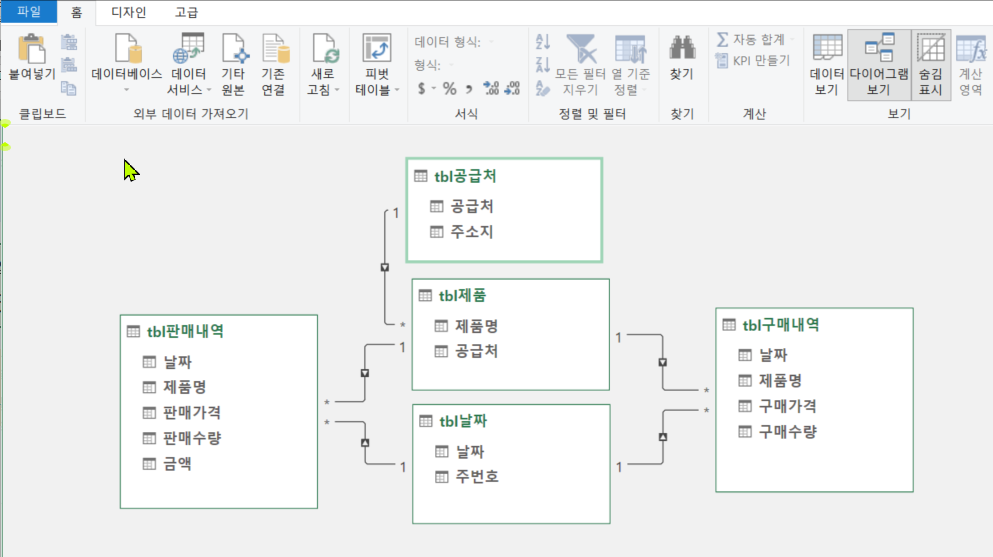 파일 홈 디자인 고급
붙여넣기
데이터베이스
데이터 서비스
기타 원본
기존 연결
새로 고침
피벗 테이블
데이터 형식:
형식:
$ % ,
.00
.00
모든 필터 지우기
열 기준 정렬
찾기
자동 합계
KPI 만들기
데이터 보기
다이어그램 보기
숨김 표시
계산 영역
클립보드 외부 데이터 가져오기 서식 정렬 및 필터 찾기 계산 보기
tbl공급처
공급처
주소지
1
*
tbl제품
제품명
공급처
1
1
*
*
tbl판매내역
날짜
제품명
판매가격
판매수량
금액
*
*
tbl날짜
날짜
주번호
1
1
tbl구매내역
날짜
제품명
구매가격
구매수량